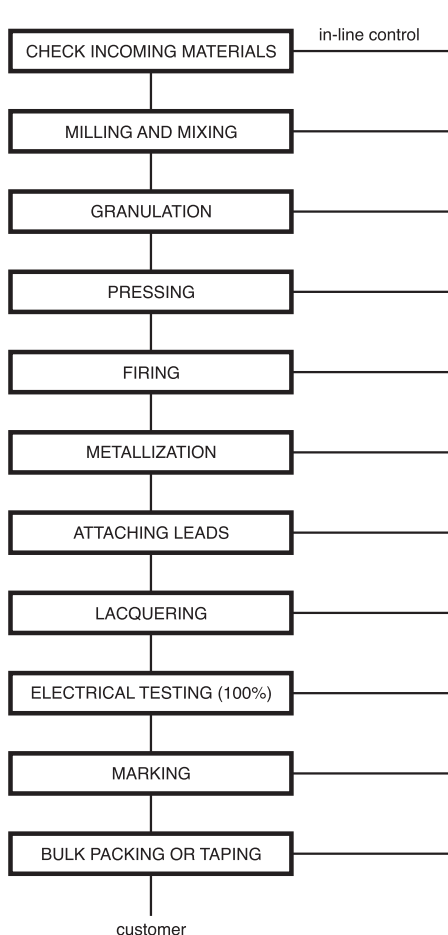 in-line control
CHECK INCOMING MATERIALS
MILLING AND MIXING
GRANULATION
PRESSING
FIRING
METALLIZATION
ATTACHING LEADS
LACQUERING
ELECTRICAL TESTING (100%)
MARKING
BULK PACKING OR TAPING
customer